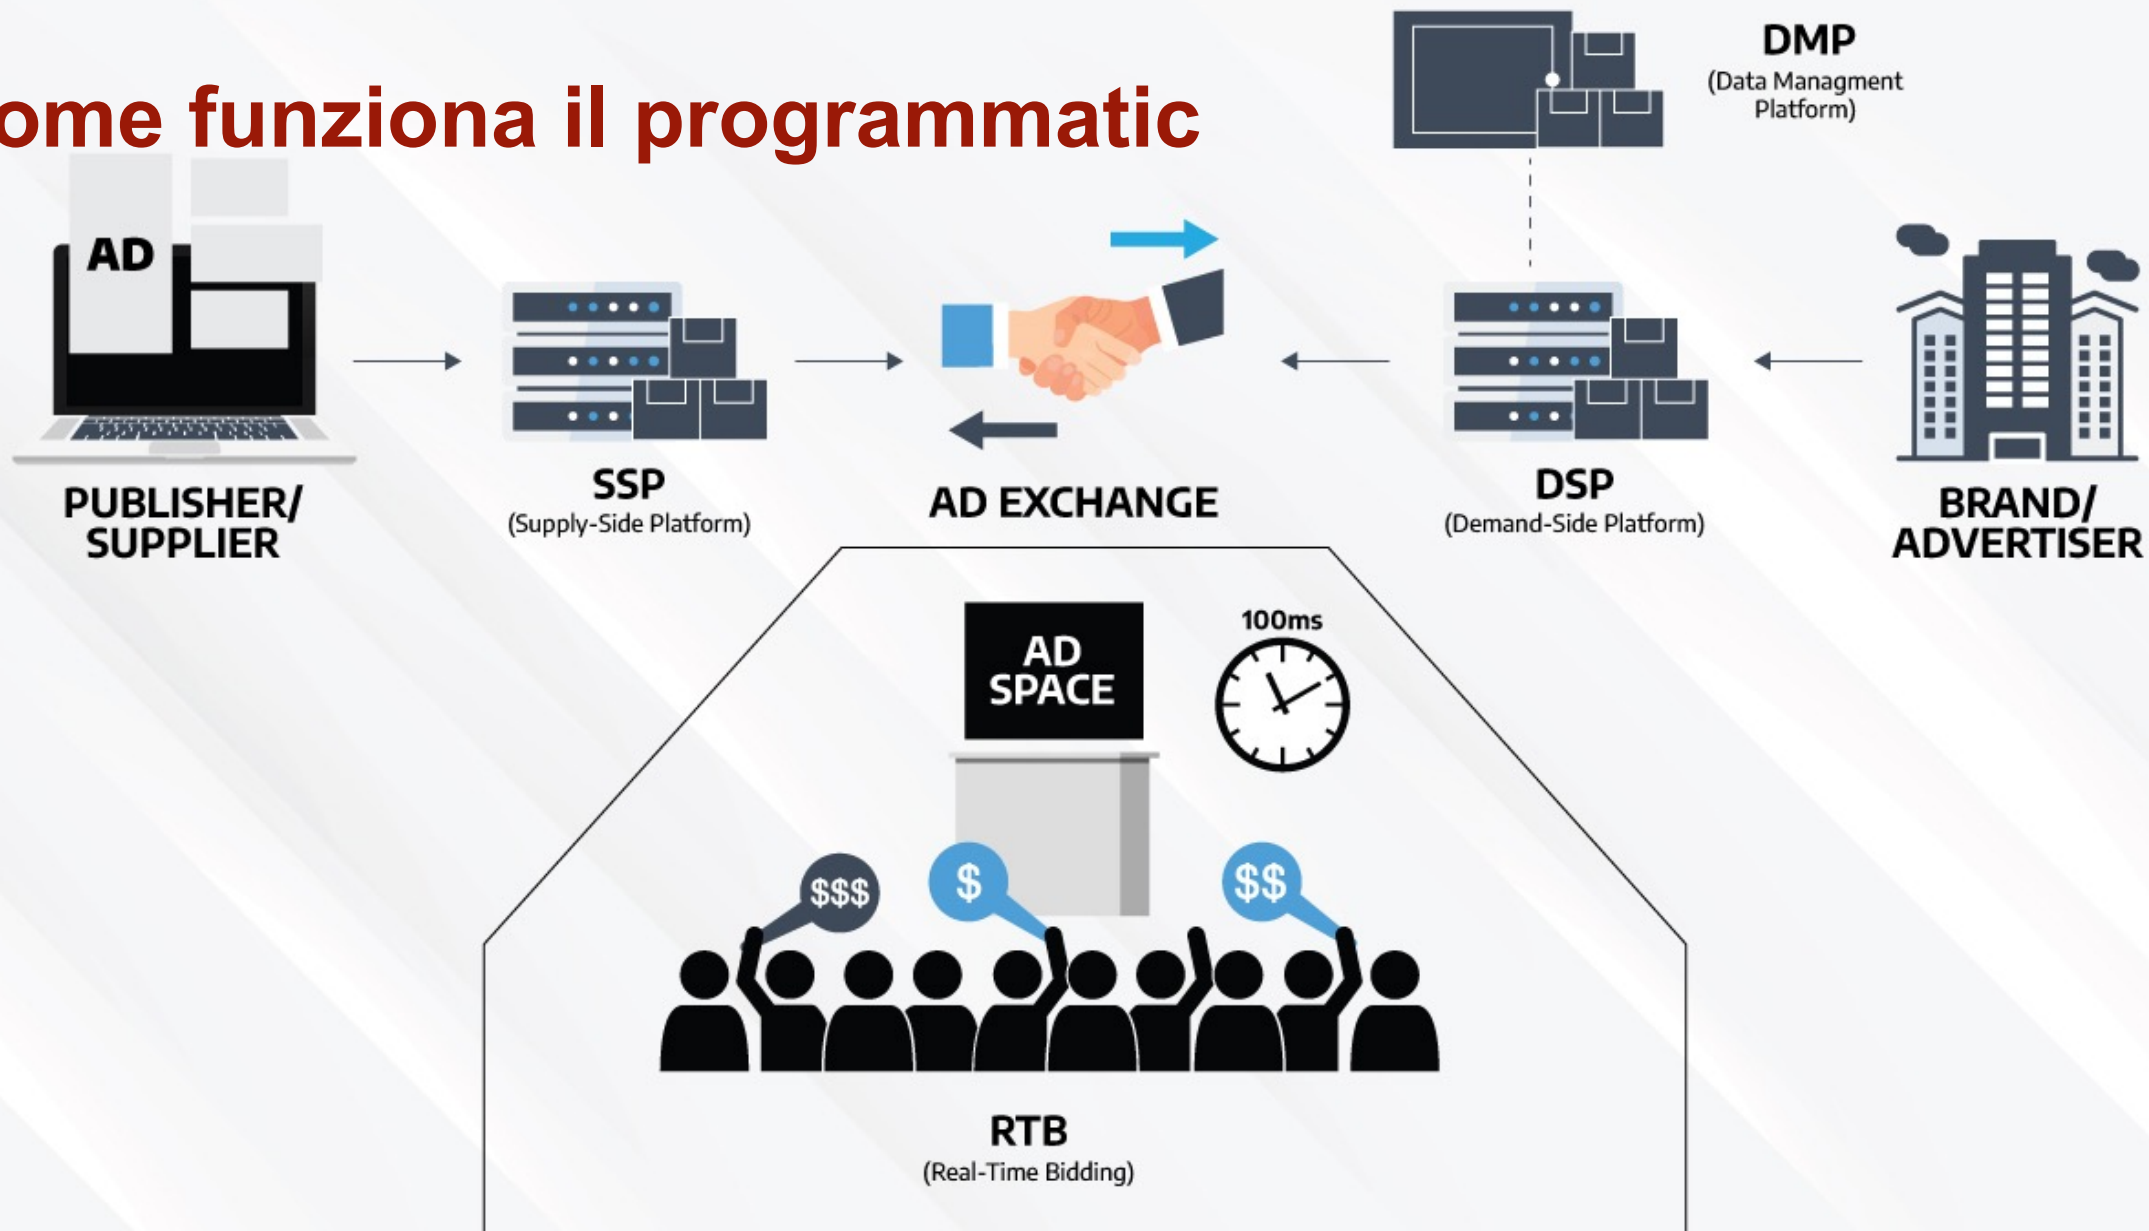 ome funziona il programmatic
DMP
(Data Managment
Platform)
AD
PUBLISHER/
SUPPLIER
SSP
(Supply-Side Platform)
AD EXCHANGE
DSP
(Demand-Side Platform)
BRAND/
ADVERTISER
AD
SPACE
100ms
$$$
$
$$
RTB
(Real-Time Bidding)